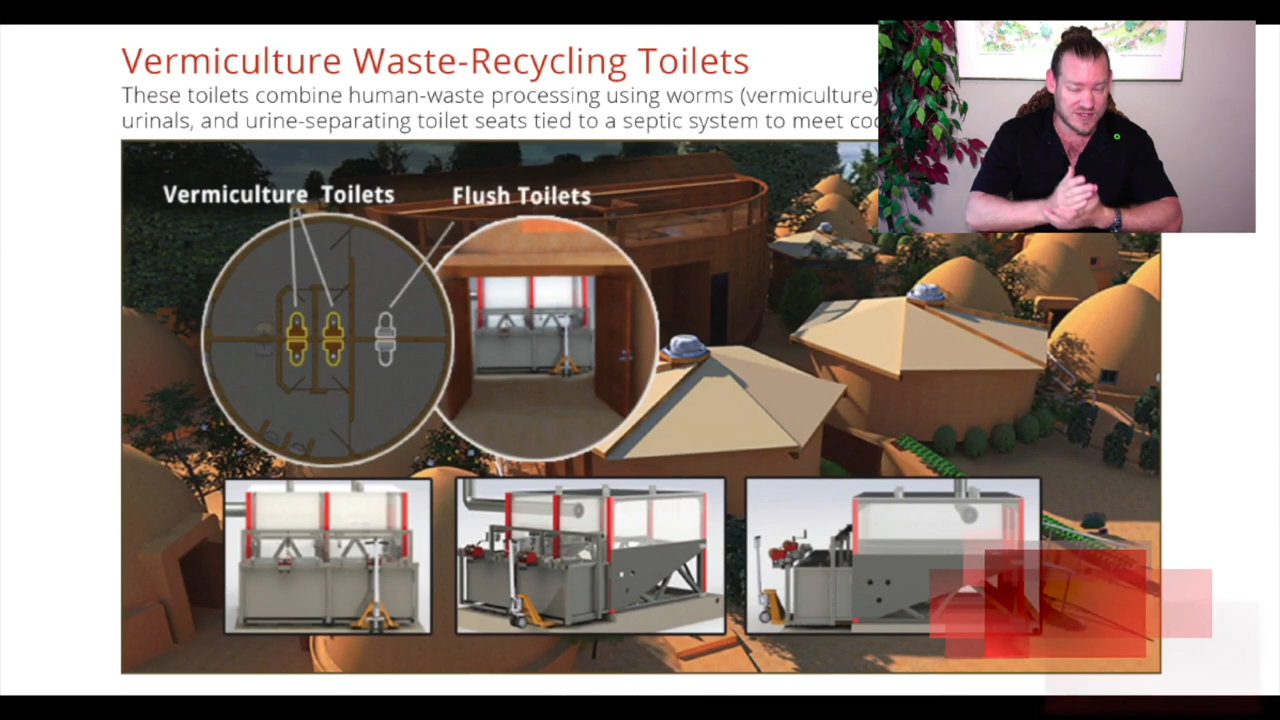 Vermiculture Waste-Recycling Toilets
These toilets combine human-waste processing using worms (vermiculture)
urinals, and urine-separating toilet seats tied to a septic system to meet
Vermiculture Toilets
Flush Toilets